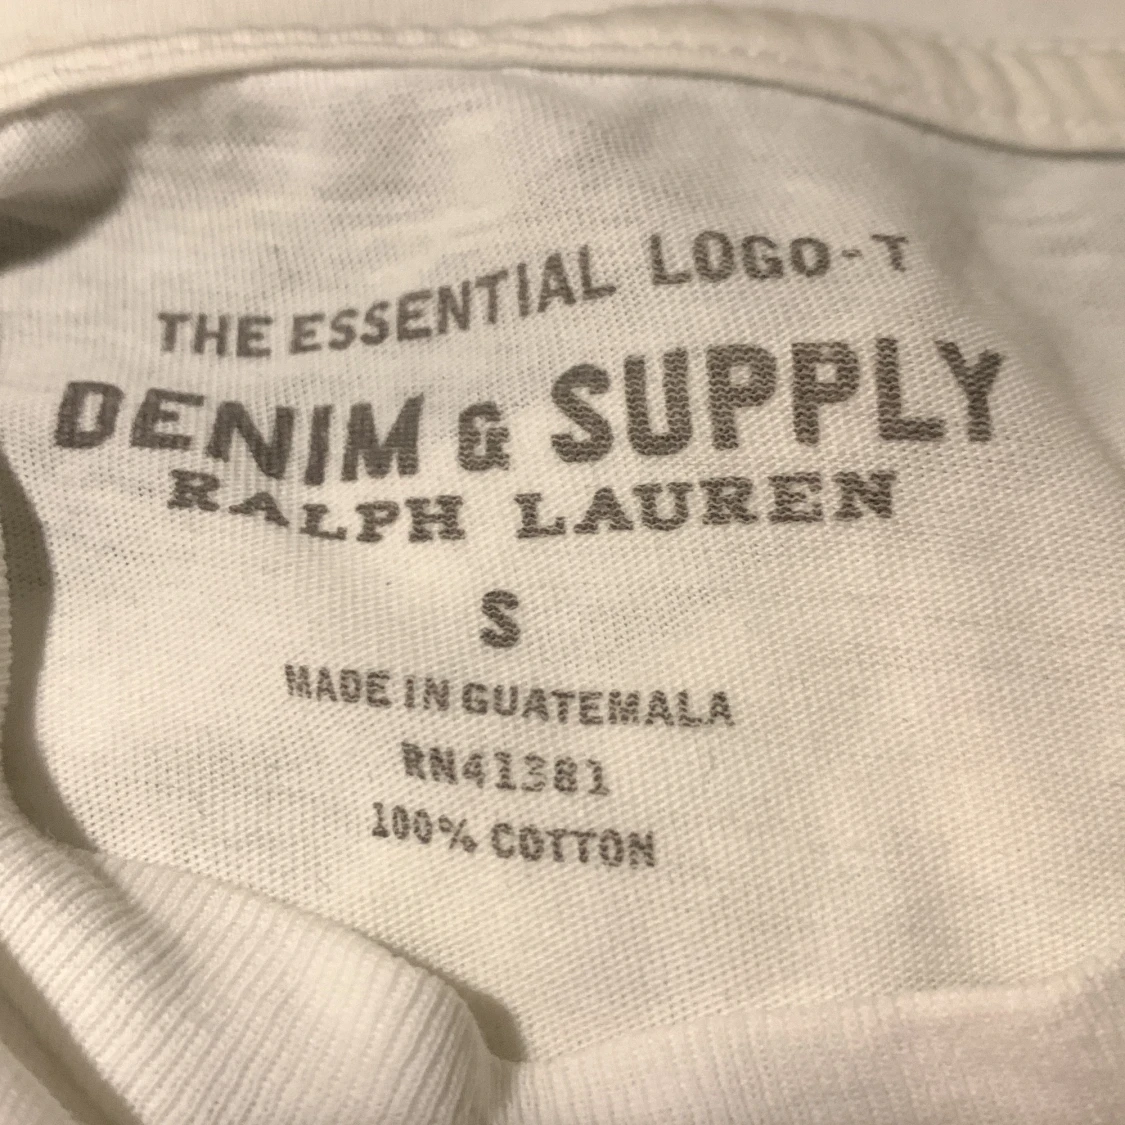 THE ESSENTIAL LOGO-T
DENIM & SUPPLY
RALPH LAUREN
S
MADE IN GUATEMALA
RN41381
100% COTTON